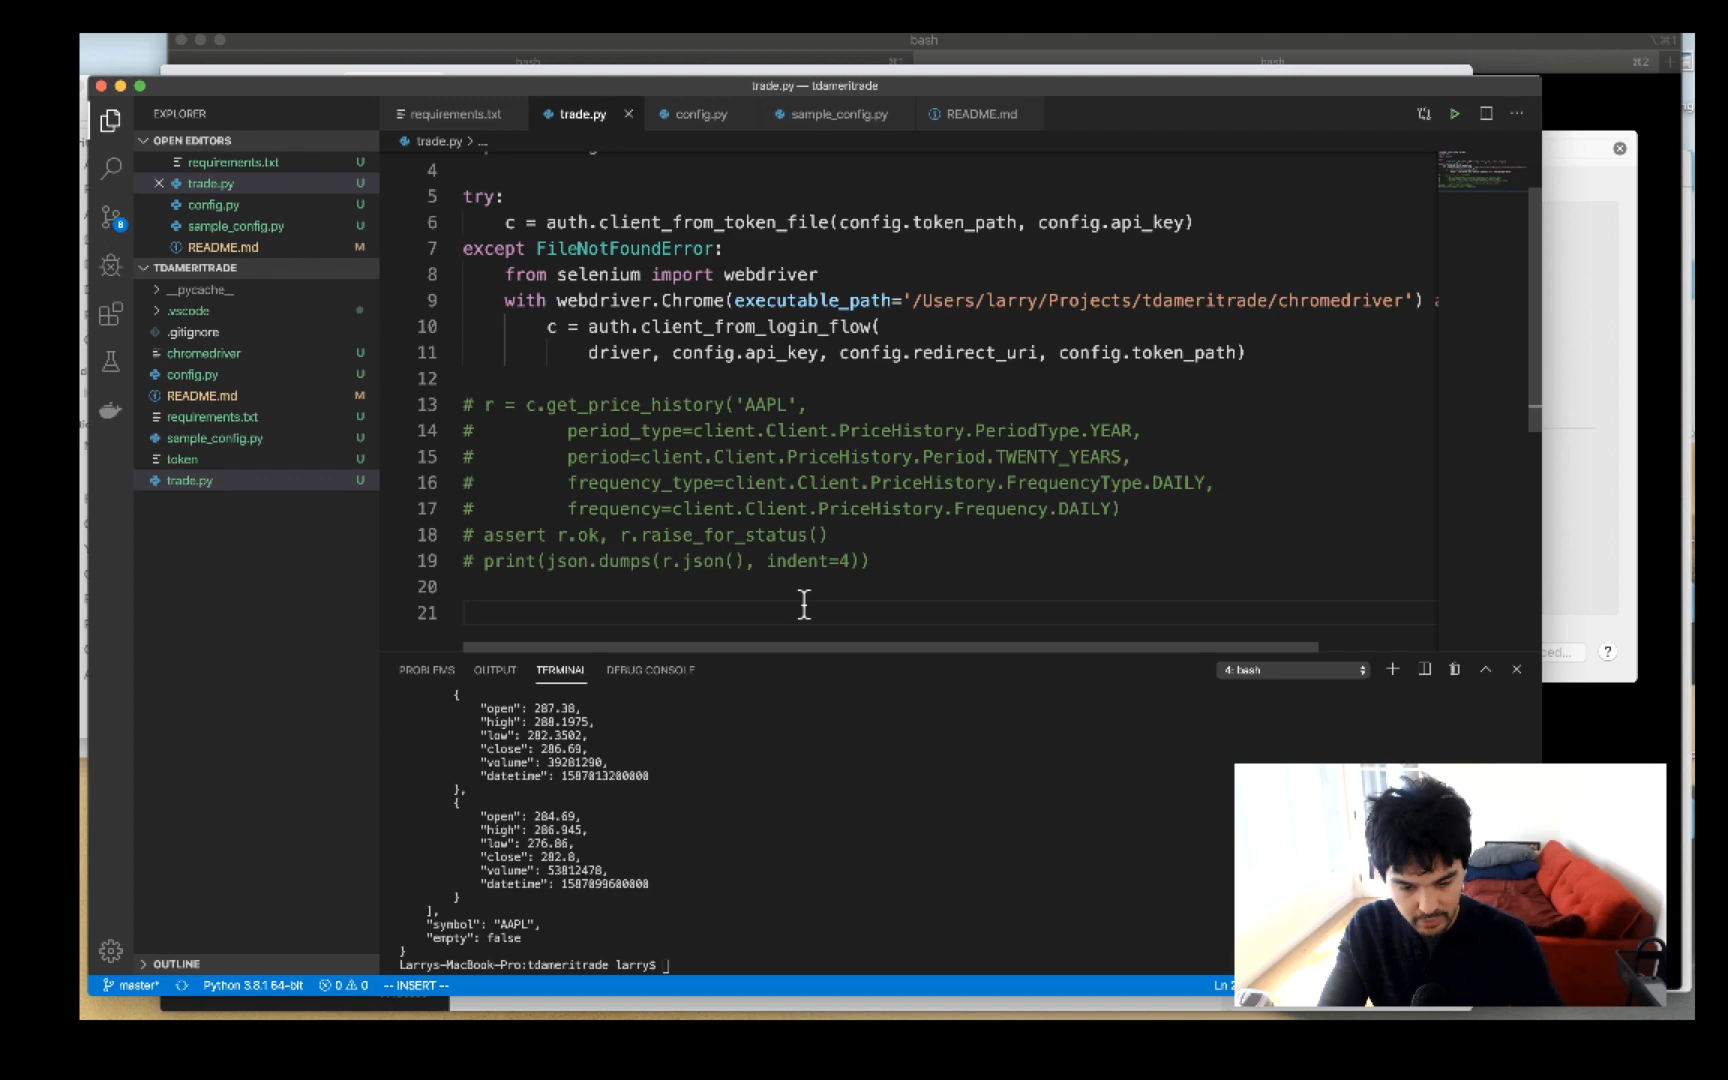 bash
bash
bash
⌘2
trade.py — tdameritrade
EXPLORER
requirements.txt
trade.py
config.py
sample_config.py
README.md
OPEN EDITORS
trade.py > ...
requirements.txt U
trade.py U
config.py U
8
sample_config.py U
README.md M
TDAMERITRADE
__pycache__
.vscode
.gitignore
chromedriver U
config.py U
README.md M
requirements.txt U
sample_config.py U
token U
trade.py U
4
5 try:
6 c = auth.client_from_token_file(config.token_path, config.api_key)
7 except FileNotFoundError:
8 from selenium import webdriver
9 with webdriver.Chrome(executable_path='/Users/larry/Projects/tdameritrade/chromedriver')
10 c = auth.client_from_login_flow(
11 driver, config.api_key, config.redirect_uri, config.token_path)
12
13 # r = c.get_price_history('AAPL',
14 # period_type=client.Client.PriceHistory.PeriodType.YEAR,
15 # period=client.Client.PriceHistory.Period.TWENTY_YEARS,
16 # frequency_type=client.Client.PriceHistory.FrequencyType.DAILY,
17 # frequency=client.Client.PriceHistory.Frequency.DAILY)
18 # assert r.ok, r.raise_for_status()
19 # print(json.dumps(r.json(), indent=4))
20
21
PROBLEMS OUTPUT TERMINAL DEBUG CONSOLE
4: bash
{
"open": 287.38,
"high": 288.1975,
"low": 282.3502,
"close": 286.69,
"volume": 39281290,
"datetime": 1587013200000
},
{
"open": 284.69,
"high": 286.945,
"low": 276.86,
"close": 282.8,
"volume": 53812478,
"datetime": 1587099600000
}
],
"symbol": "AAPL",
"empty": false
}
Larrys-MacBook-Pro:tdameritrade larry$
OUTLINE
master*
Python 3.8.1 64-bit
0
0
-- INSERT --
Ln
?